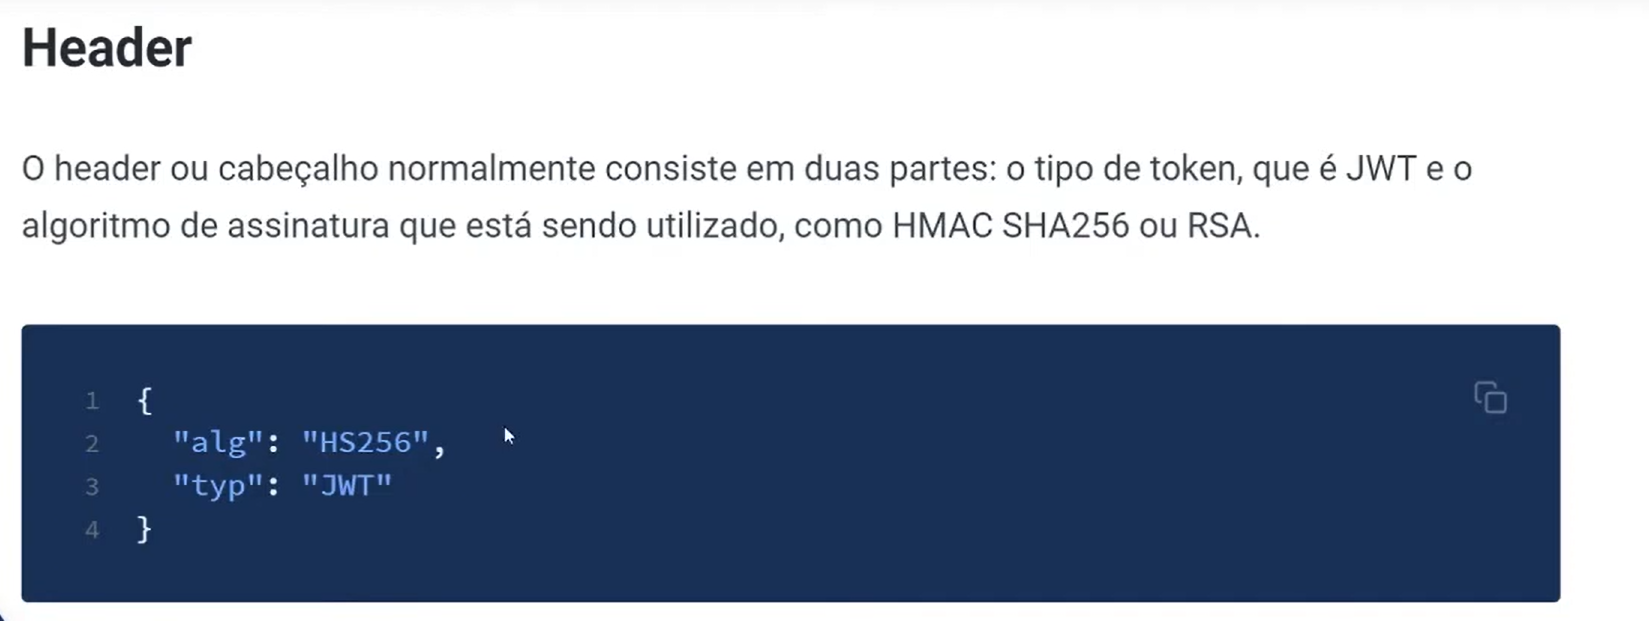 Header
O header ou cabeçalho normalmente consiste em duas partes: o tipo de token, que é JWT e o
algoritmo de assinatura que está sendo utilizado, como HMAC SHA256 ou RSA.
1 {
2 "alg": "HS256",
3 "typ": "JWT"
4 }